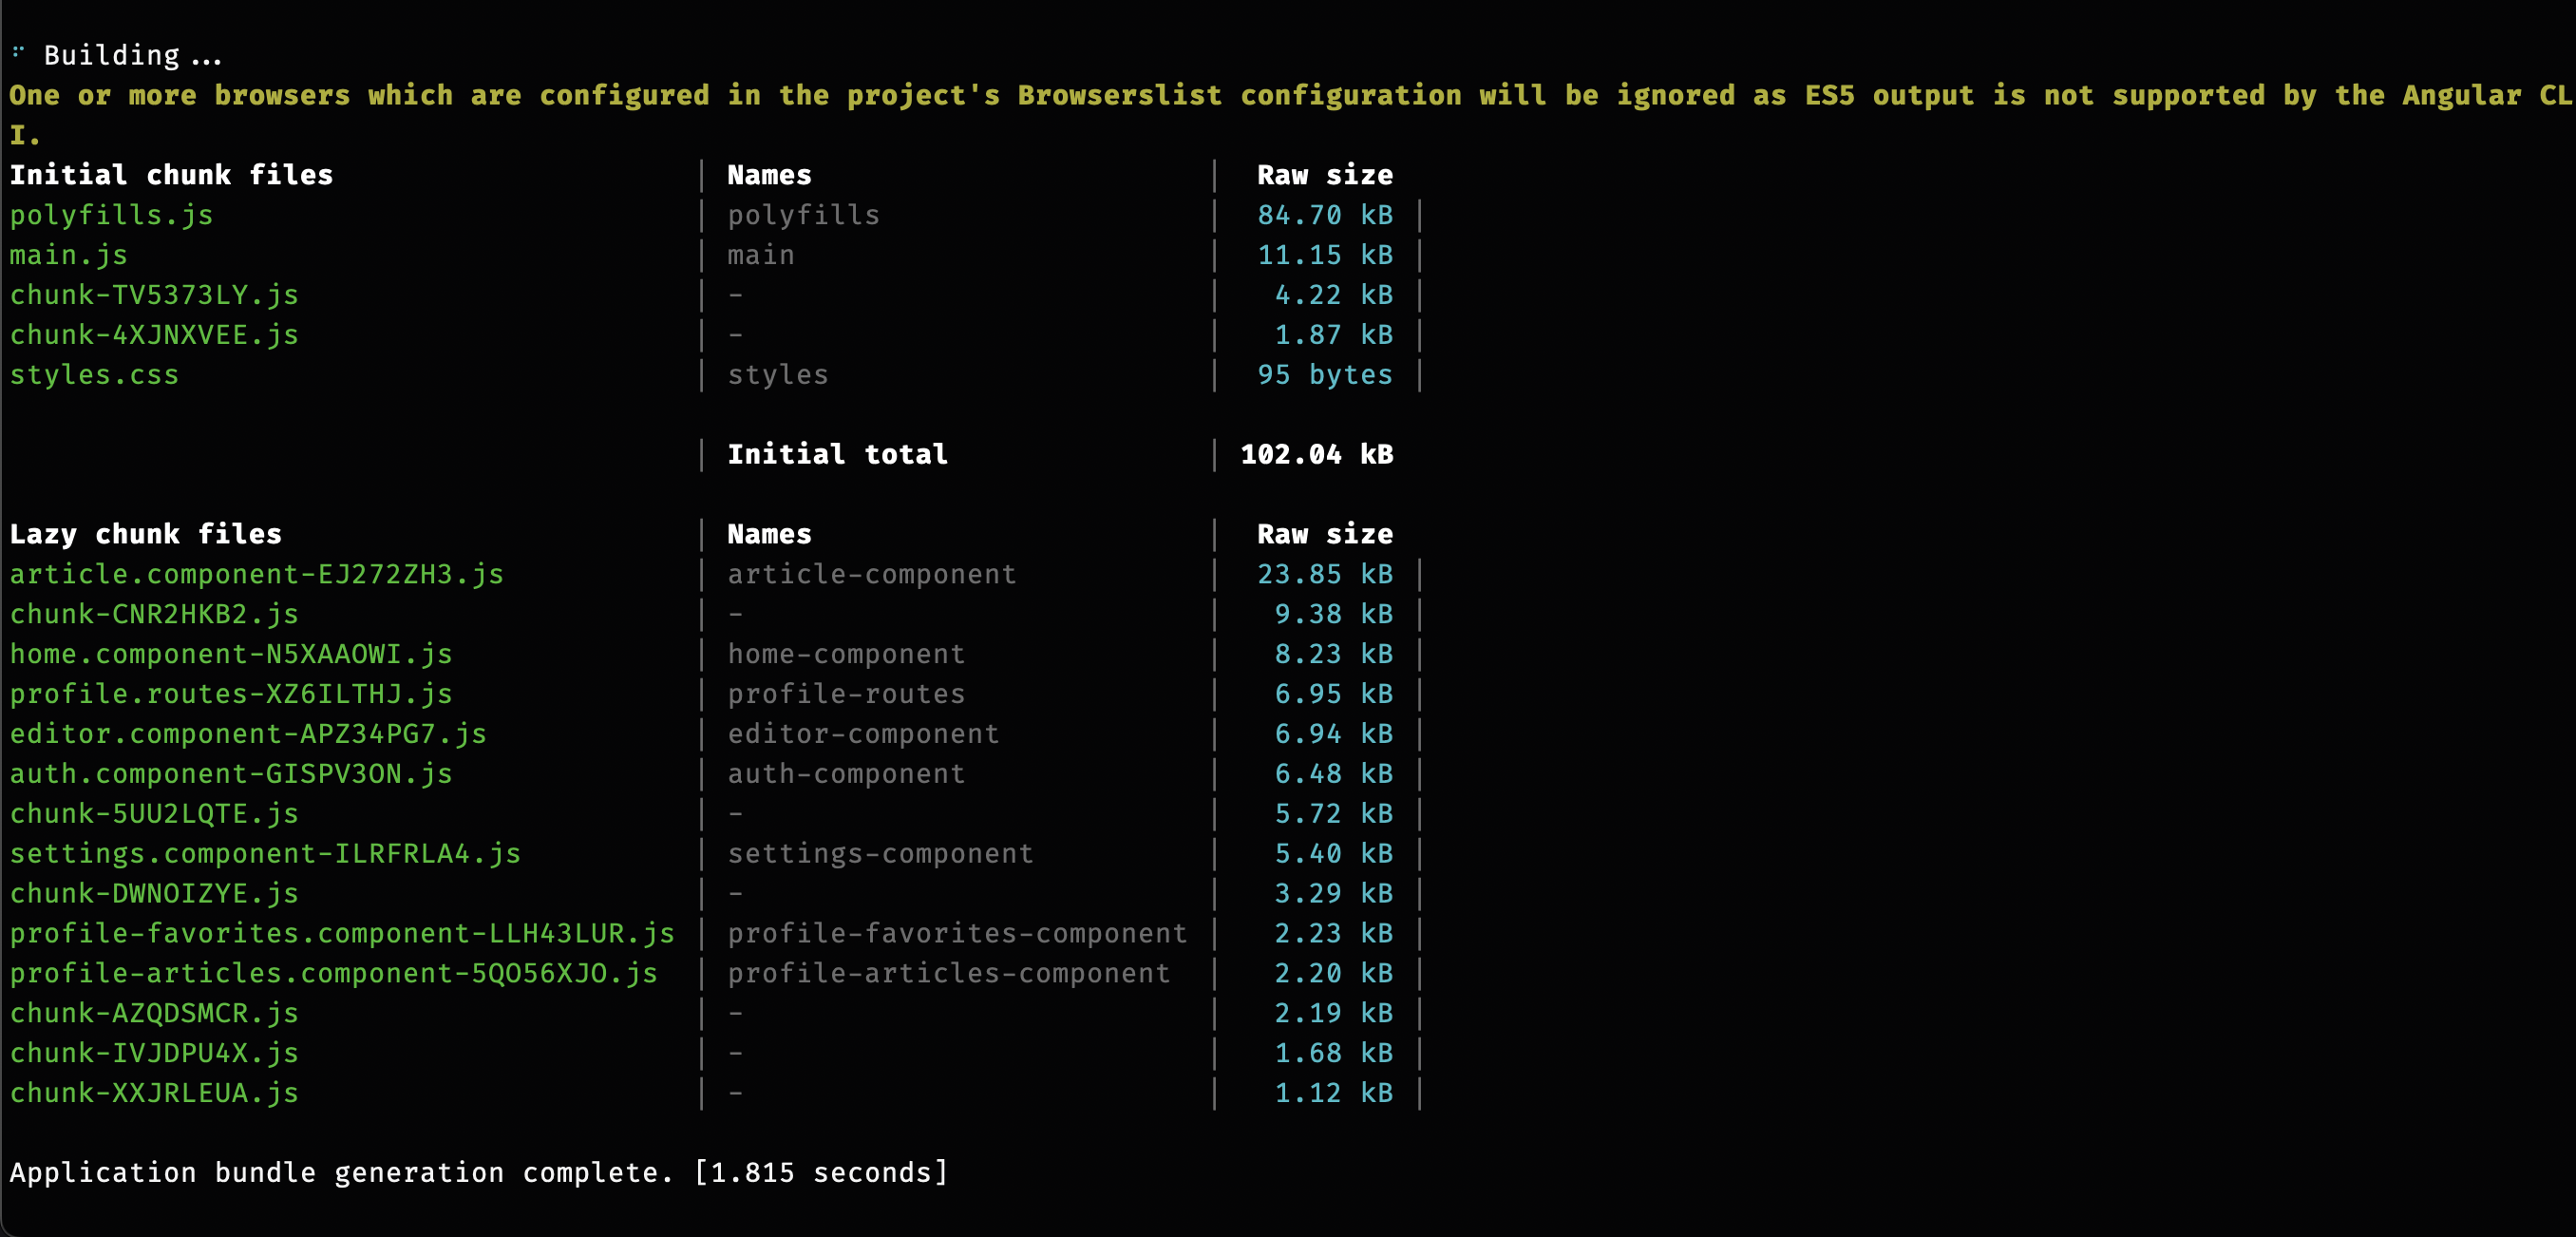 Building...
One or more browsers which are configured in the project's Browserslist configuration will be ignored as ES5 output is not supported by the Angular CL
I.
Initial chunk files | Names | Raw size
polyfills.js | polyfills | 84.70 kB |
main.js | main | 11.15 kB |
chunk-TV5373LY.js | - | 4.22 kB |
chunk-4XJNXVEE.js | - | 1.87 kB |
styles.css | styles | 95 bytes |
| Initial total | 102.04 kB
Lazy chunk files | Names | Raw size
article.component-EJ272ZH3.js | article-component | 23.85 kB |
chunk-CNR2HKB2.js | - | 9.38 kB |
home.component-N5XAAOWI.js | home-component | 8.23 kB |
profile.routes-XZ6ILTHJ.js | profile-routes | 6.95 kB |
editor.component-APZ34PG7.js | editor-component | 6.94 kB |
auth.component-GISPV3ON.js | auth-component | 6.48 kB |
chunk-5UU2LQTE.js | - | 5.72 kB |
settings.component-ILRFRLA4.js | settings-component | 5.40 kB |
chunk-DWNOIZYE.js | - | 3.29 kB |
profile-favorites.component-LLH43LUR.js | profile-favorites-component | 2.23 kB |
profile-articles.component-5QO56XJO.js | profile-articles-component | 2.20 kB |
chunk-AZQDSMCR.js | - | 2.19 kB |
chunk-IVJDPU4X.js | - | 1.68 kB |
chunk-XXJRLEUA.js | - | 1.12 kB |
Application bundle generation complete. [1.815 seconds]